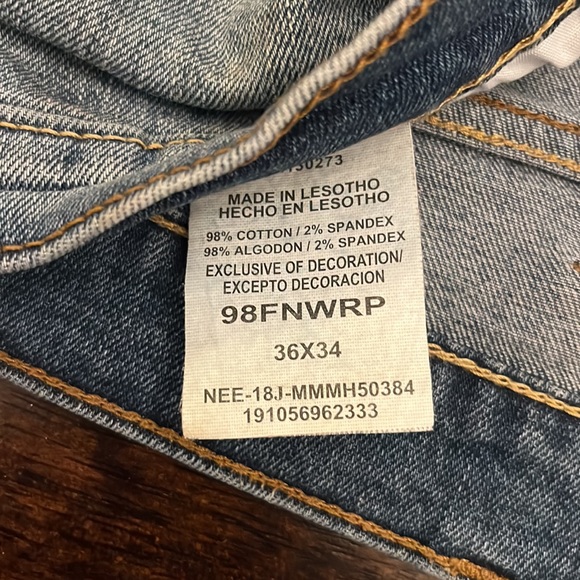 MADE IN LESOTHO
HECHO EN LESOTHO
98% COTTON / 2% SPANDEX
98% ALGODON / 2% SPANDEX
EXCLUSIVE OF DECORATION/
EXCEPTO DECORACION
98FNWRP
36X34
NEE-18J-MMMH50384
191056962333